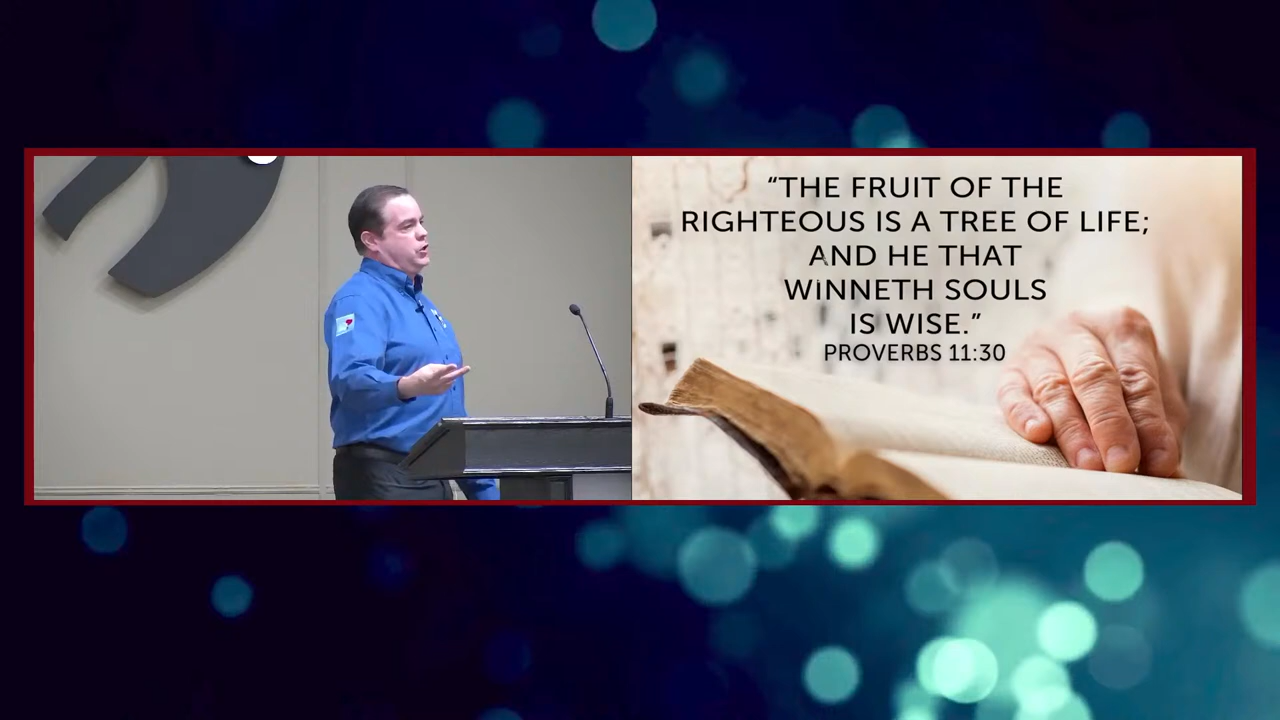 “THE FRUIT OF THE
RIGHTEOUS IS A TREE OF LIFE;
AND HE THAT
WINNETH SOULS
IS WISE.”
PROVERBS 11:30